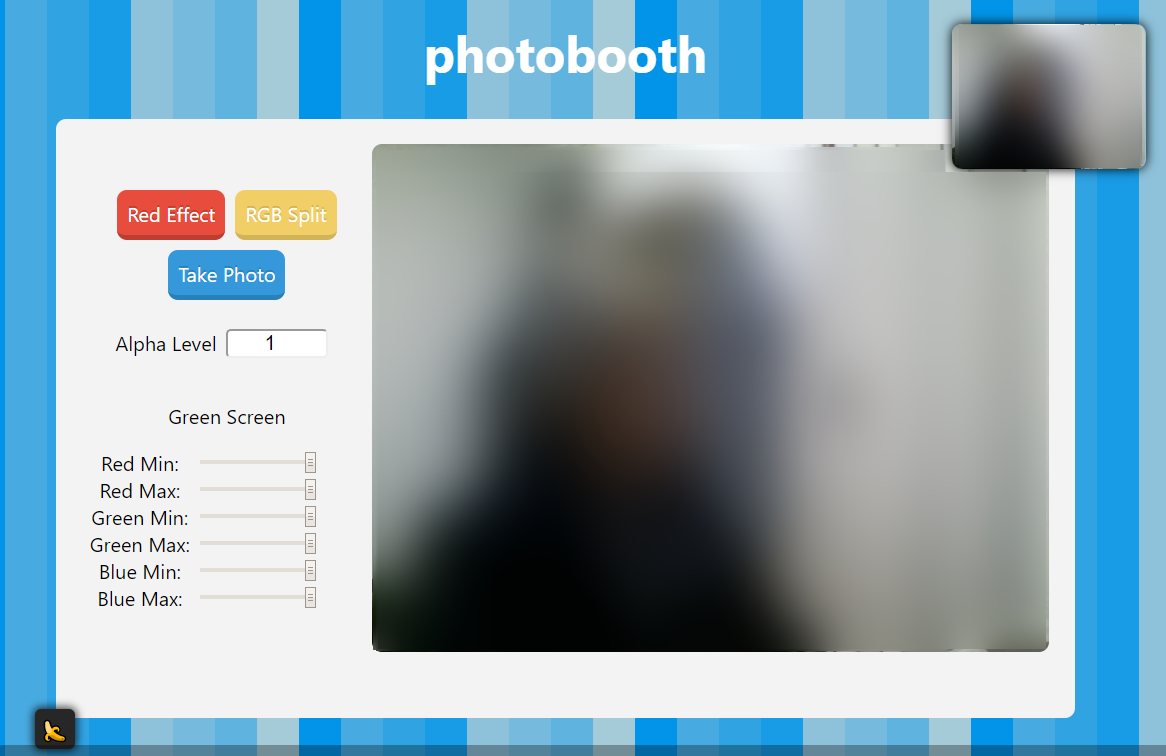 photobooth
Red Effect
RGB Split
Take Photo
Alpha Level 1
Green Screen
Red Min:
Red Max:
Green Min:
Green Max:
Blue Min:
Blue Max: